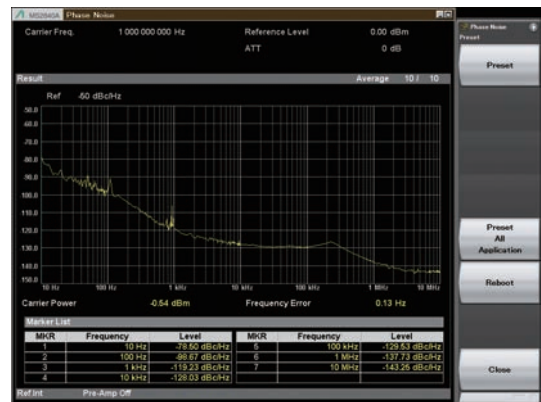 MS2840A Phase Noise
Carrier Freq. 1 000 000 000 Hz Reference Level 0.00 dBm
ATT 0 dB
Result Average 10 / 10
Ref -50 dBc/Hz
-50.0
-60.0
-70.0
-80.0
-90.0
-100.0
-110.0
-120.0
-130.0
-140.0
-150.0
10 Hz 100 Hz 1 kHz 10 kHz 100 kHz 1 MHz 10 MHz
Carrier Power -0.54 dBm Frequency Error 0.13 Hz
Marker List
MKR Frequency Level MKR Frequency Level
1 10 Hz -79.50 dBc/Hz 5 100 kHz -129.53 dBc/Hz
2 100 Hz -98.67 dBc/Hz 6 1 MHz -137.73 dBc/Hz
3 1 kHz -119.23 dBc/Hz 7 10 MHz -143.25 dBc/Hz
4 10 kHz -128.03 dBc/Hz
Ref.Int Pre-Amp Off
Phase Noise
Preset
Preset
Preset
All
Application
Reboot
Close